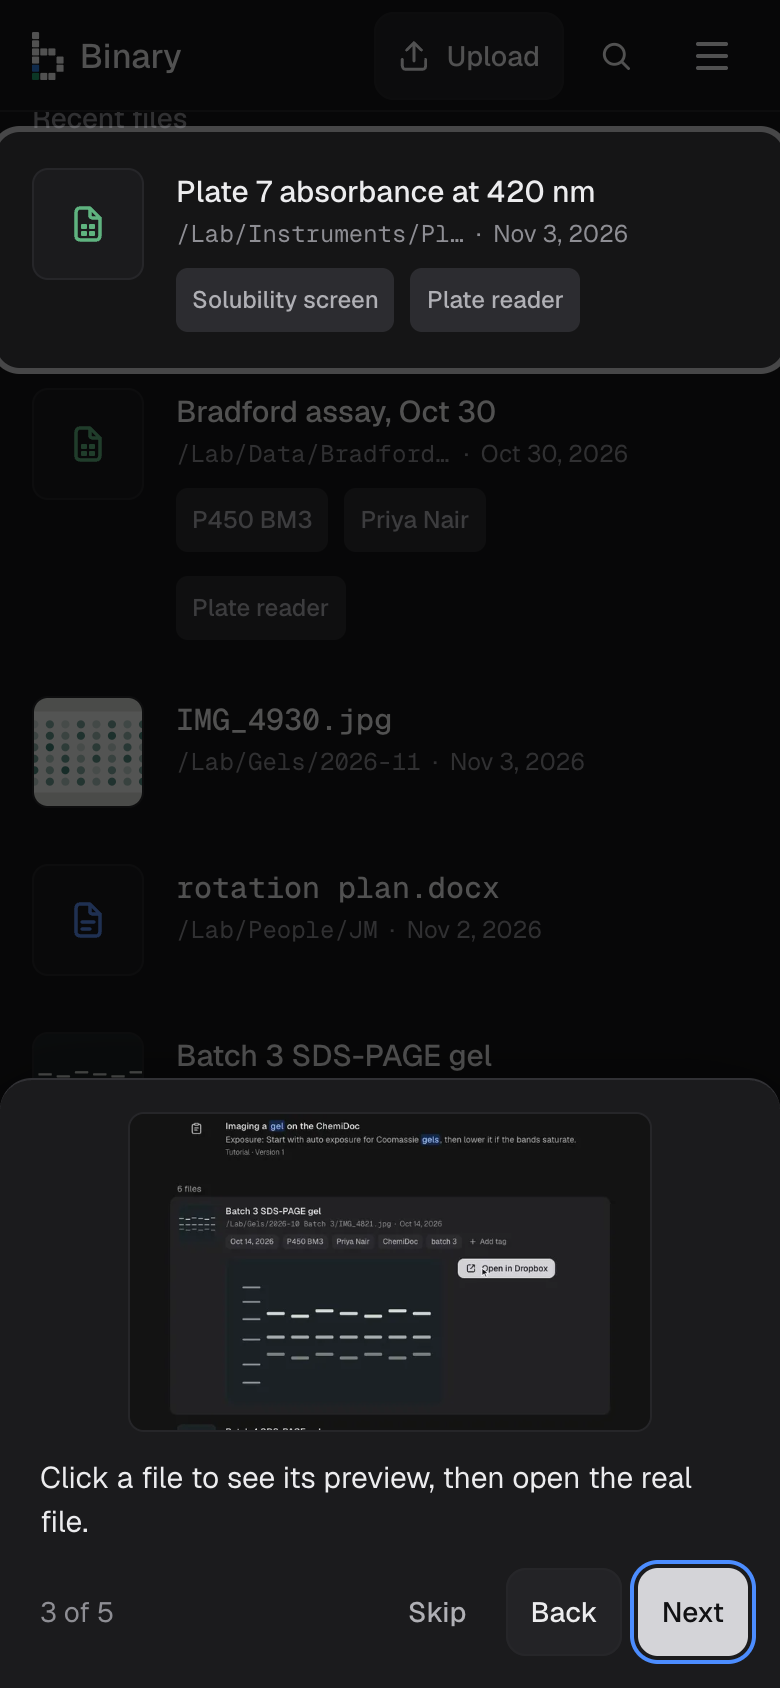 Binary
Upload
Recent files
Plate 7 absorbance at 420 nm
/Lab/Instruments/Pl… · Nov 3, 2026
Solubility screen
Plate reader
Bradford assay, Oct 30
/Lab/Data/Bradford… · Oct 30, 2026
P450 BM3
Priya Nair
Plate reader
IMG_4930.jpg
/Lab/Gels/2026-11 · Nov 3, 2026
rotation plan.docx
/Lab/People/JM · Nov 2, 2026
Batch 3 SDS-PAGE gel
Imaging a gel on the ChemiDoc
Exposure: Start with auto exposure for Coomassie gels, then lower it if the bands saturate.
Tutorial · Version 1
6 files
Batch 3 SDS-PAGE gel
/Lab/Gels/2026-10 Batch 3/IMG_4821.jpg · Oct 14, 2026
Oct 14, 2026
P450 BM3
Priya Nair
ChemiDoc
batch 3
+ Add tag
Open in Dropbox
Click a file to see its preview, then open the real
file.
3 of 5
Skip
Back
Next